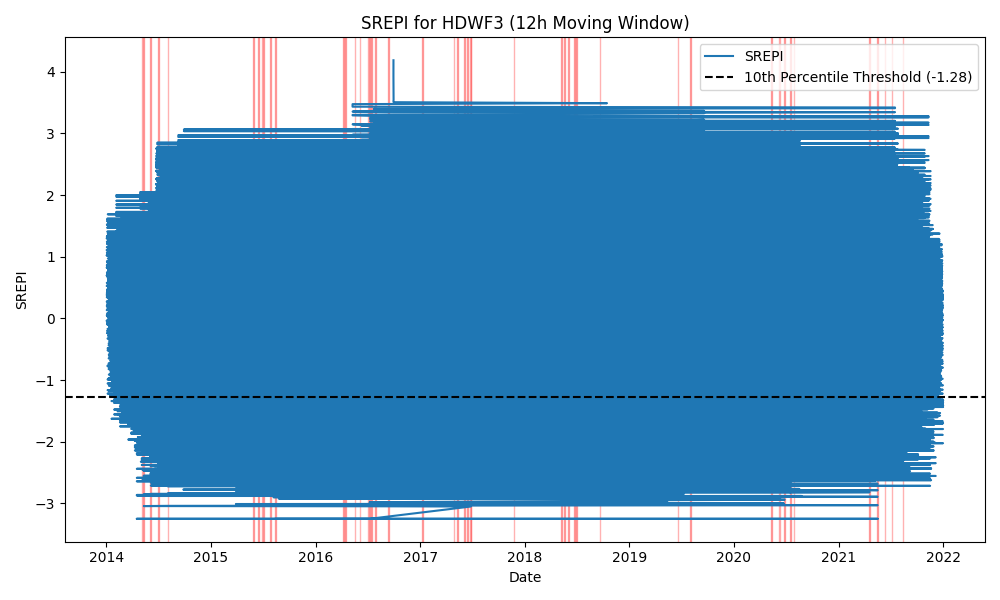 SREPI for HDWF3 (12h Moving Window)
SREPI
10th Percentile Threshold (-1.28)
SREPI
4
3
2
1
0
−1
−2
−3
2014 2015 2016 2017 2018 2019 2020 2021 2022
Date